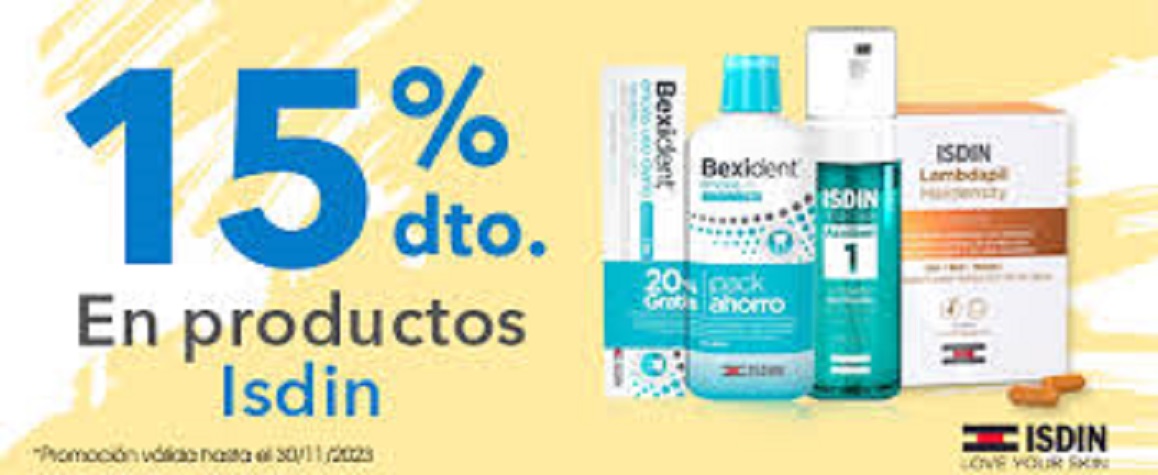 15%
dto.
En productos
Isdin
*Promoción válida hasta el 30/11/2023
Bexident
Bexident
20%
Gratis
pack
ahorro
ISDIN
ISDIN
1
ISDIN
Lambdapil
Hairdensity
ISDIN
LOVE YOUR SKIN